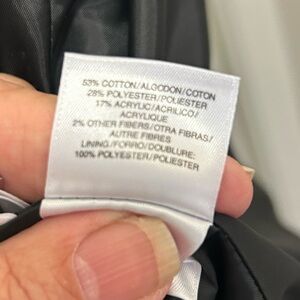 53% COTTON/ALGODON/COTON
28% POLYESTER/POLIESTER
17% ACRYLIC/ACRILICO/
ACRYLIQUE
2% OTHER FIBERS/OTRA FIBRAS/
AUTRE FIBRES
LINING/FORRO/DOUBLURE:
100% POLYESTER/POLIESTER